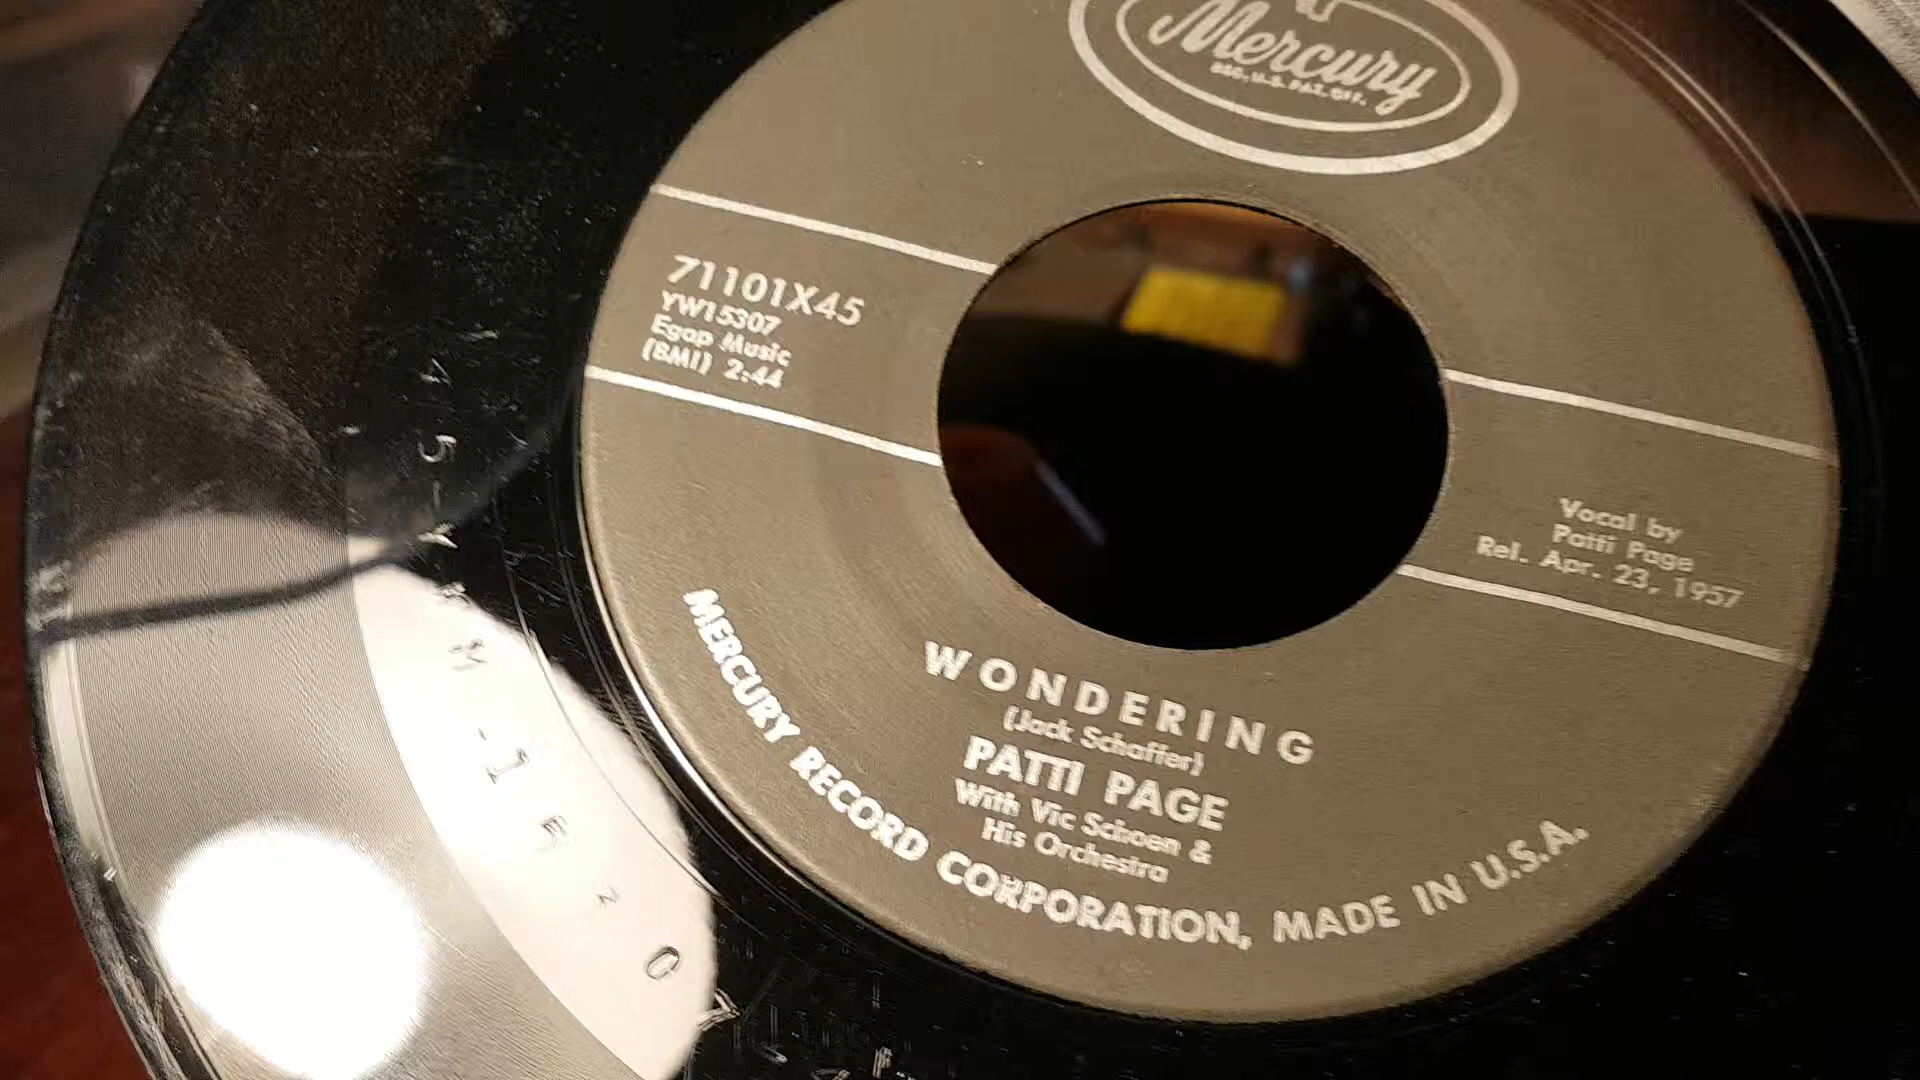 Mercury
REG. U.S. PAT. OFF.
71101X45
YW15307
Egap Music
(BMI) 2:44
Vocal by
Patti Page
Rel. Apr. 23, 1957
WONDERING
(Jack Schaffer)
PATTI PAGE
With Vic Schoen &
His Orchestra
MERCURY RECORD CORPORATION, MADE IN U.S.A.